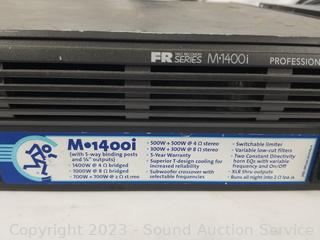 FR FAST RECOVERY SERIES M•1400i PROFESSION
M•1400i
(with 5-way binding posts and ¼" outputs)
• 1400W @ 4 Ω bridged
• 1000W @ 8 Ω bridged
• 700W + 700W @ 2 Ω stereo
• 500W + 500W @ 4 Ω stereo
• 300W + 300W @ 8 Ω stereo
• 5-Year Warranty
• Superior T-design cooling for increased reliability
• Subwoofer crossover with selectable frequencies
• Switchable limiter
• Variable low-cut filters
• Two Constant Directivity horn EQs with variable frequency and On/Off
• XLR thru outputs
• Runs all night into 2 Ω
Copyright 2023 - Sound Auction Service